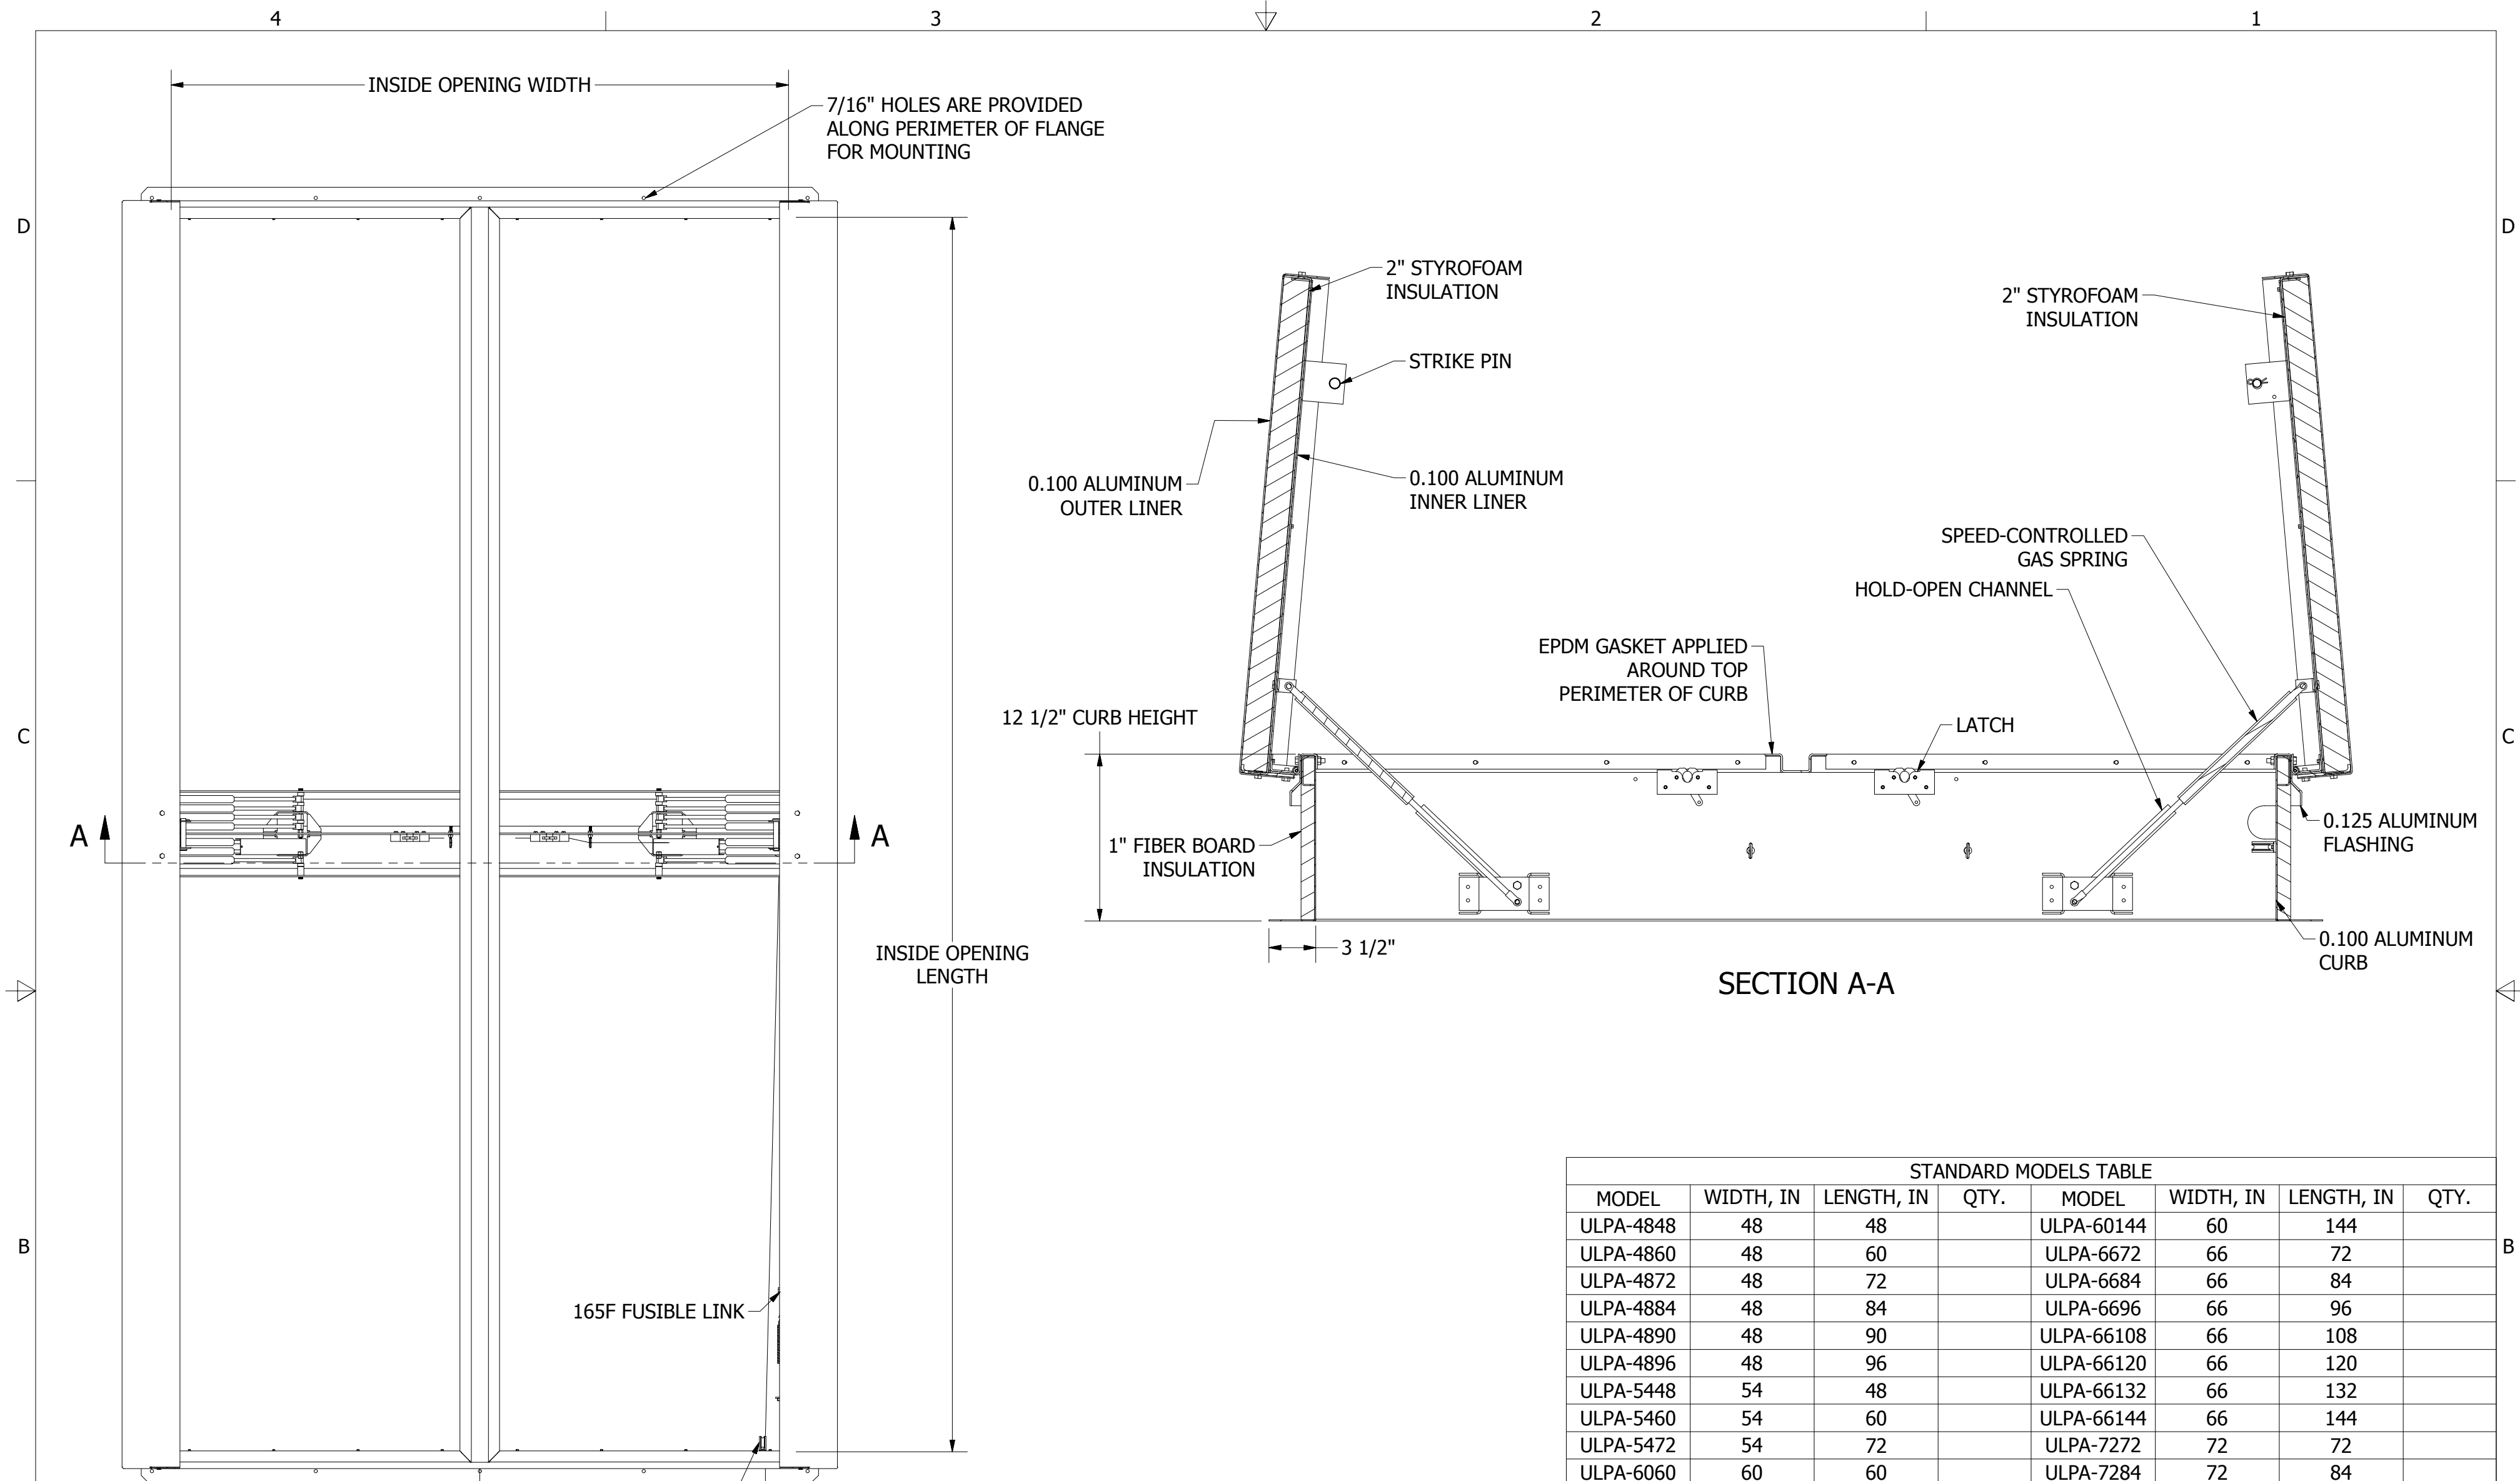 4 3 2 1
INSIDE OPENING WIDTH
7/16" HOLES ARE PROVIDED
ALONG PERIMETER OF FLANGE
FOR MOUNTING
D
D
2" STYROFOAM
INSULATION
2" STYROFOAM
INSULATION
STRIKE PIN
0.100 ALUMINUM
OUTER LINER
0.100 ALUMINUM
INNER LINER
SPEED-CONTROLLED
GAS SPRING
HOLD-OPEN CHANNEL
EPDM GASKET APPLIED
AROUND TOP
PERIMETER OF CURB
12 1/2" CURB HEIGHT
LATCH
C
C
A
A
1" FIBER BOARD
INSULATION
0.125 ALUMINUM
FLASHING
INSIDE OPENING
LENGTH
3 1/2"
0.100 ALUMINUM
CURB
SECTION A-A
B
B
165F FUSIBLE LINK
STANDARD MODELS TABLE
MODEL WIDTH, IN LENGTH, IN QTY. MODEL WIDTH, IN LENGTH, IN QTY.
ULPA-4848 48 48 ULPA-60144 60 144
ULPA-4860 48 60 ULPA-6672 66 72
ULPA-4872 48 72 ULPA-6684 66 84
ULPA-4884 48 84 ULPA-6696 66 96
ULPA-4890 48 90 ULPA-66108 66 108
ULPA-4896 48 96 ULPA-66120 66 120
ULPA-5448 54 48 ULPA-66132 66 132
ULPA-5460 54 60 ULPA-66144 66 144
ULPA-5472 54 72 ULPA-7272 72 72
ULPA-6060 60 60 ULPA-7284 72 84